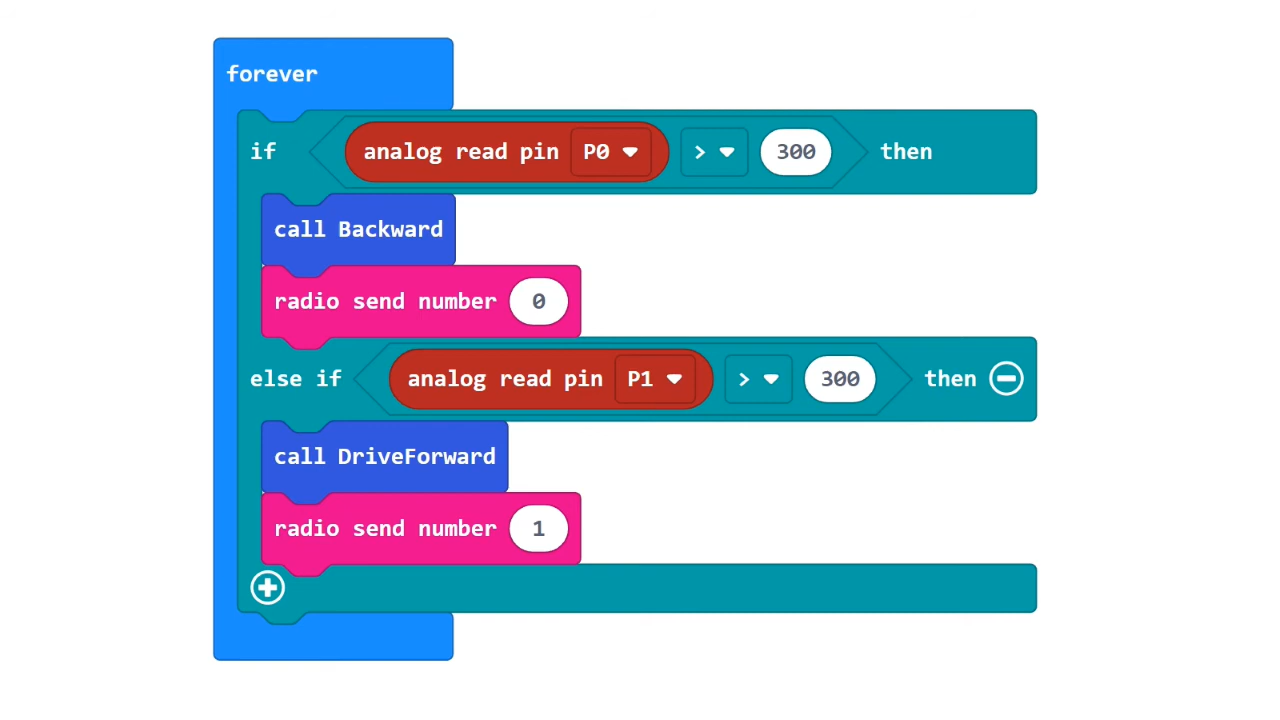 forever
if analog read pin P0 > 300 then
call Backward
radio send number 0
else if analog read pin P1 > 300 then
call DriveForward
radio send number 1